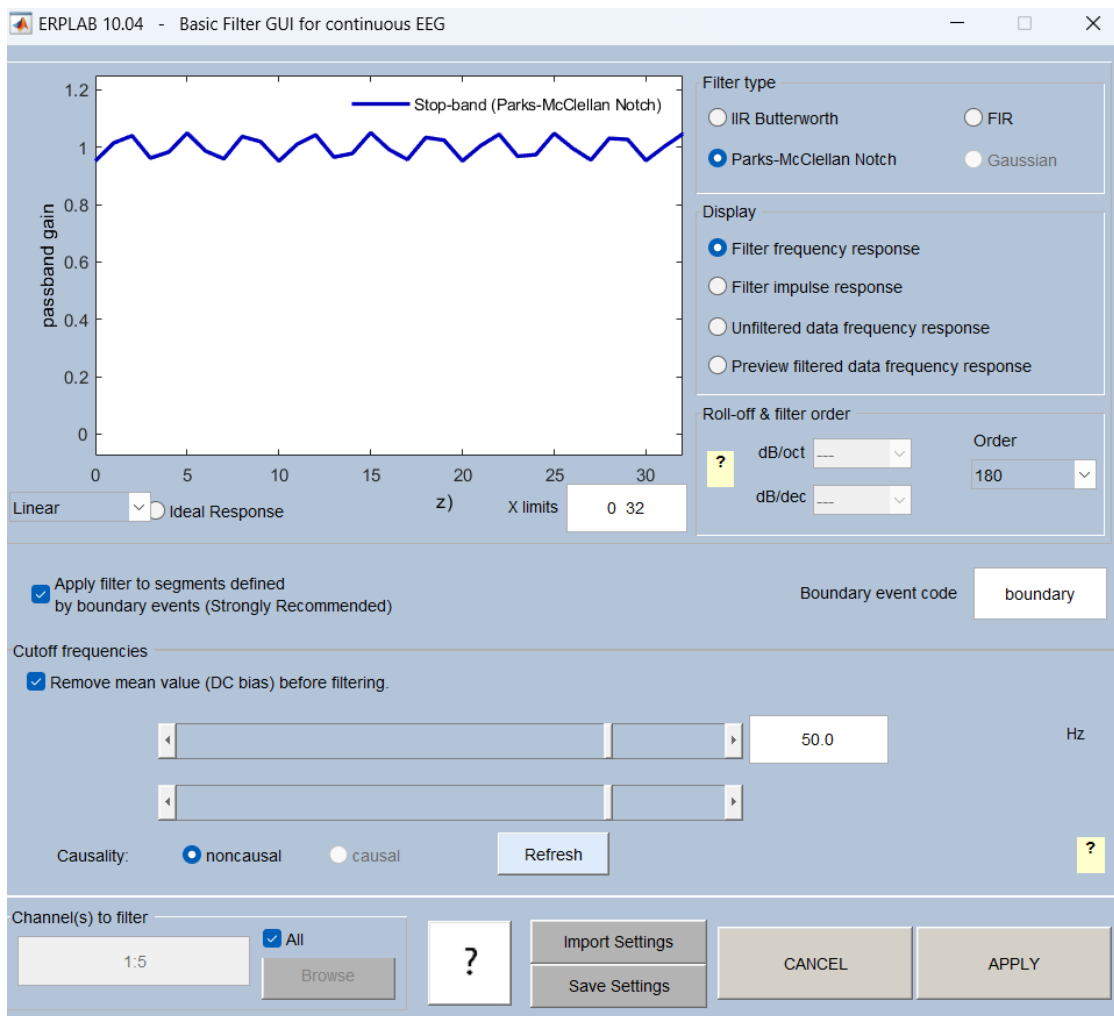 ERPLAB 10.04 - Basic Filter GUI for continuous EEG
1.2
1
0.8
0.6
0.4
0.2
0
passband gain
Stop-band (Parks-McClellan Notch)
0 5 10 15 20 25 30
z)
Linear
Ideal Response
X limits
0 32
Filter type
IIR Butterworth
FIR
Parks-McClellan Notch
Gaussian
Display
Filter frequency response
Filter impulse response
Unfiltered data frequency response
Preview filtered data frequency response
Roll-off & filter order
?
dB/oct
---
dB/dec
---
Order
180
Apply filter to segments defined
by boundary events (Strongly Recommended)
Boundary event code
boundary
Cutoff frequencies
Remove mean value (DC bias) before filtering.
50.0
Hz
Causality:
noncausal
causal
Refresh
?
Channel(s) to filter
1:5
All
Browse
?
Import Settings
Save Settings
CANCEL
APPLY